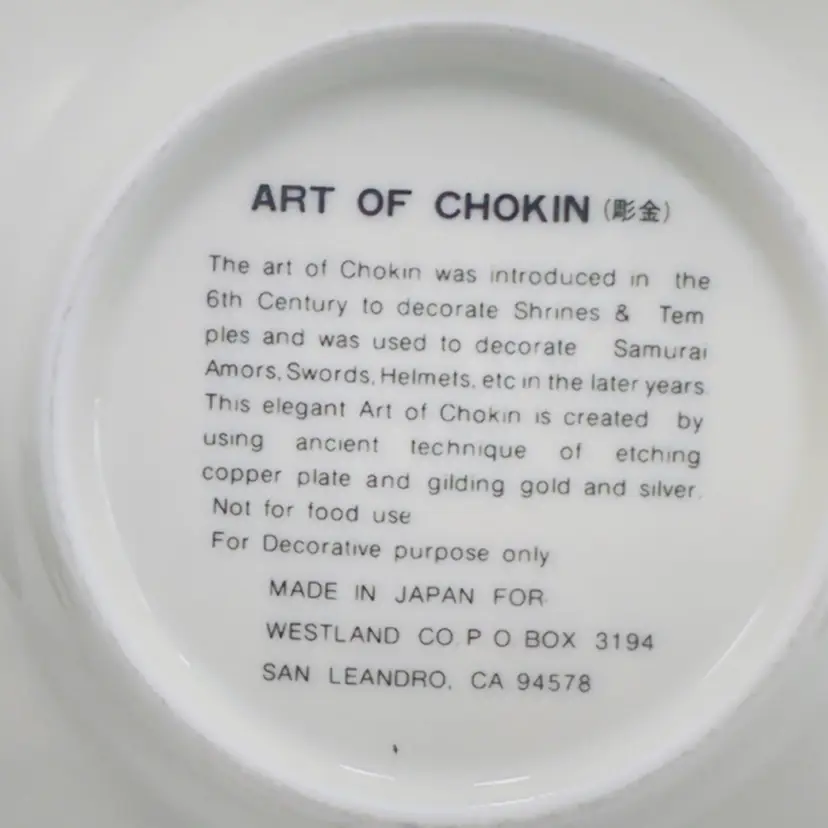 ART OF CHOKIN (彫金)
The art of Chokin was introduced in the
6th Century to decorate Shrines & Tem
ples and was used to decorate Samurai
Amors, Swords, Helmets, etc in the later years.
This elegant Art of Chokin is created by
using ancient technique of etching
copper plate and gilding gold and silver.
Not for food use
For Decorative purpose only
MADE IN JAPAN FOR
WESTLAND CO. P O BOX 3194
SAN LEANDRO, CA 94578